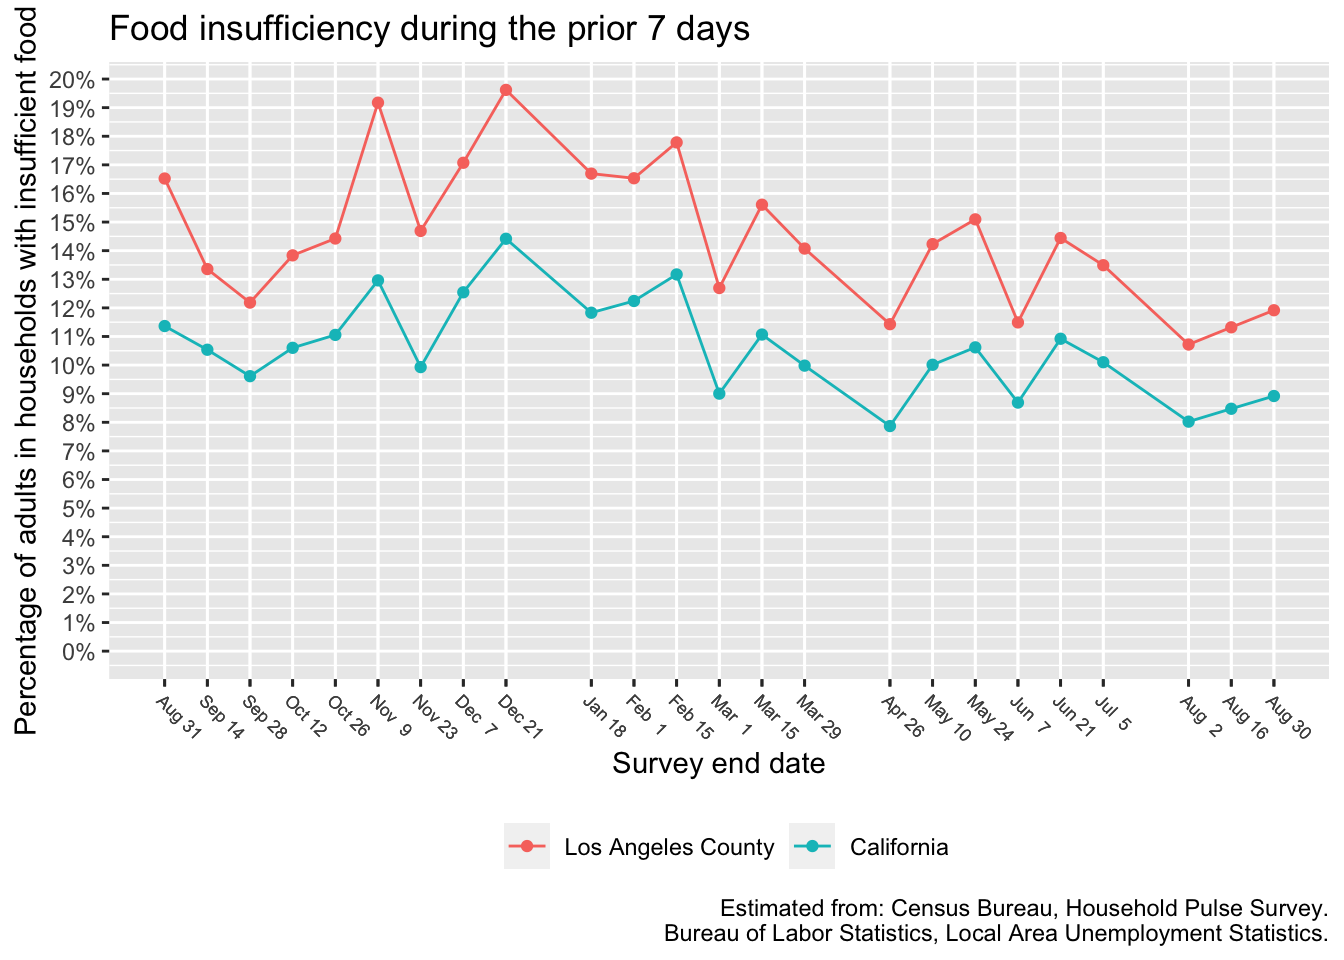 Food insufficiency during the prior 7 days
Percentage of adults in households with insufficient food
20%
19%
18%
17%
16%
15%
14%
13%
12%
11%
10%
9%
8%
7%
6%
5%
4%
3%
2%
1%
0%
Aug 31
Sep 14
Sep 28
Oct 12
Oct 26
Nov 9
Nov 23
Dec 7
Dec 21
Jan 18
Feb 1
Feb 15
Mar 1
Mar 15
Mar 29
Apr 26
May 10
May 24
Jun 7
Jun 21
Jul 5
Aug 2
Aug 16
Aug 30
Survey end date
Los Angeles County
California
Estimated from: Census Bureau, Household Pulse Survey.
Bureau of Labor Statistics, Local Area Unemployment Statistics.